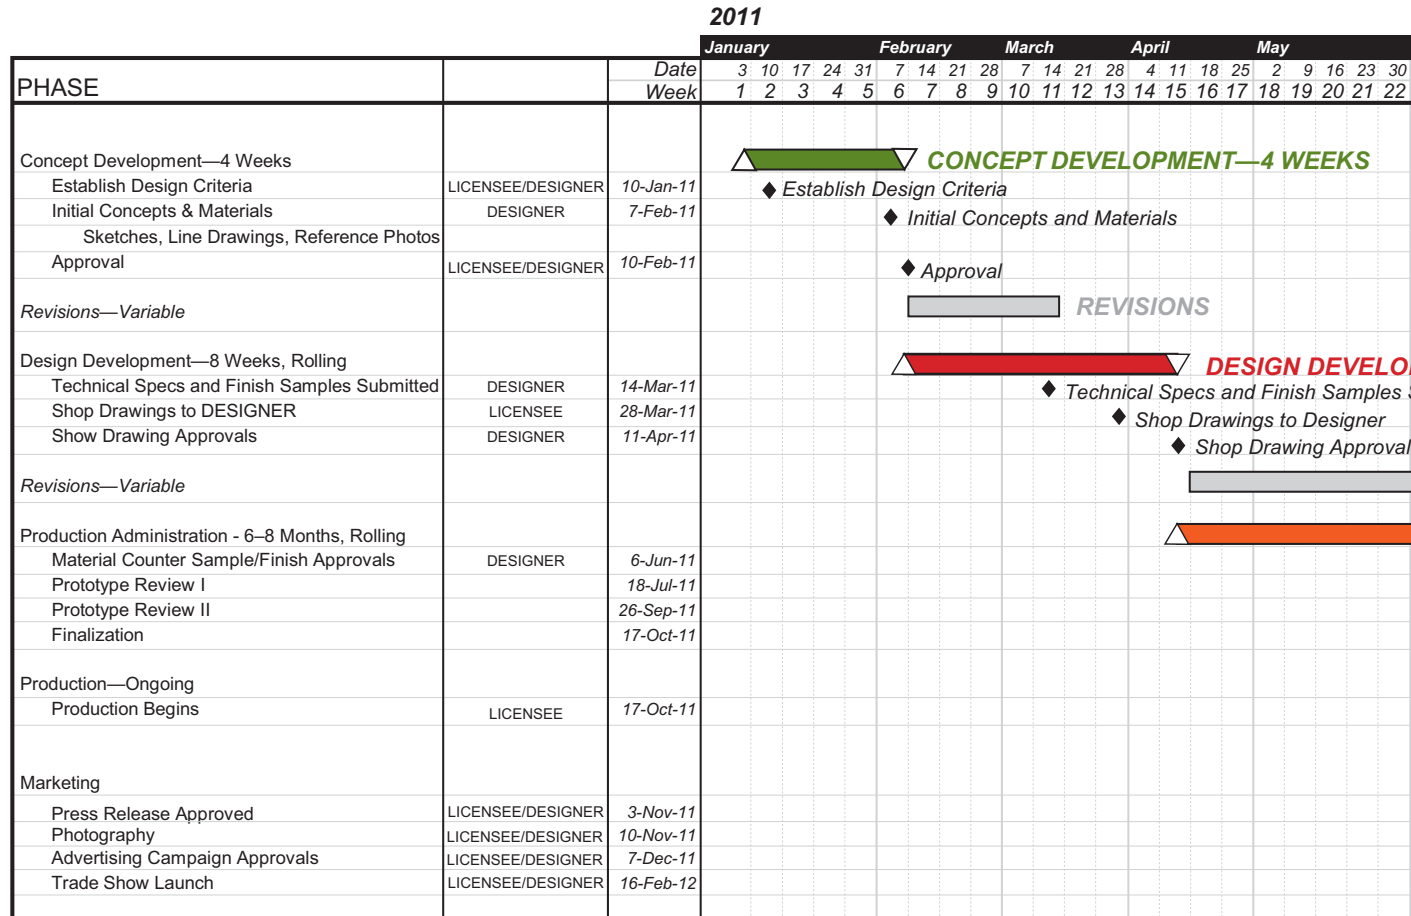 2011
January February March April May
Date 3 10 17 24 31 7 14 21 28 7 14 21 28 4 11 18 25 2 9 16 23 30
PHASE
Week 1 2 3 4 5 6 7 8 9 10 11 12 13 14 15 16 17 18 19 20 21 22
Concept Development—4 Weeks CONCEPT DEVELOPMENT—4 WEEKS
Establish Design Criteria LICENSEE/DESIGNER 10-Jan-11 Establish Design Criteria
Initial Concepts & Materials DESIGNER 7-Feb-11 Initial Concepts and Materials
Sketches, Line Drawings, Reference Photos
Approval LICENSEE/DESIGNER 10-Feb-11 Approval
Revisions—Variable REVISIONS
Design Development—8 Weeks, Rolling DESIGN DEVELO
Technical Specs and Finish Samples Submitted DESIGNER 14-Mar-11 Technical Specs and Finish Samples S
Shop Drawings to DESIGNER LICENSEE 28-Mar-11 Shop Drawings to Designer
Show Drawing Approvals DESIGNER 11-Apr-11 Shop Drawing Approval
Revisions—Variable
Production Administration - 6–8 Months, Rolling
Material Counter Sample/Finish Approvals DESIGNER 6-Jun-11
Prototype Review I 18-Jul-11
Prototype Review II 26-Sep-11
Finalization 17-Oct-11
Production—Ongoing
Production Begins LICENSEE 17-Oct-11
Marketing
Press Release Approved LICENSEE/DESIGNER 3-Nov-11
Photography LICENSEE/DESIGNER 10-Nov-11
Advertising Campaign Approvals LICENSEE/DESIGNER 7-Dec-11
Trade Show Launch LICENSEE/DESIGNER 16-Feb-12